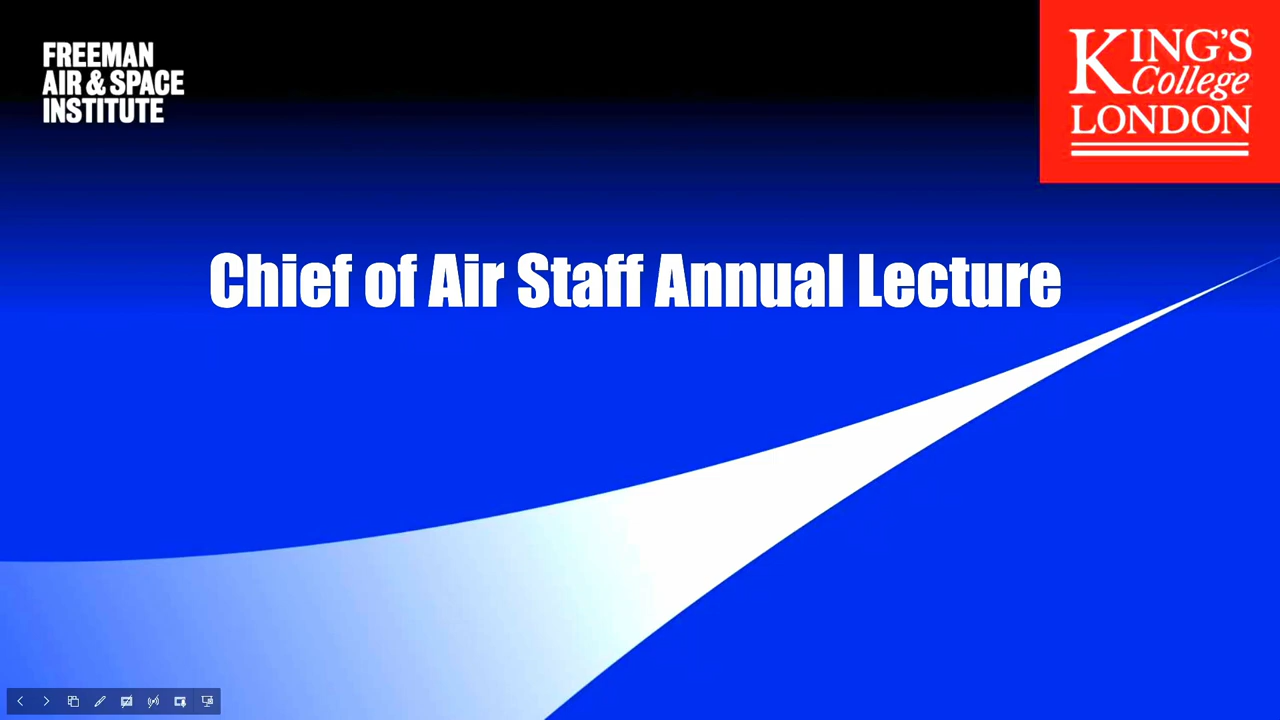 FREEMAN
AIR & SPACE
INSTITUTE
KING'S
College
LONDON
Chief of Air Staff Annual Lecture